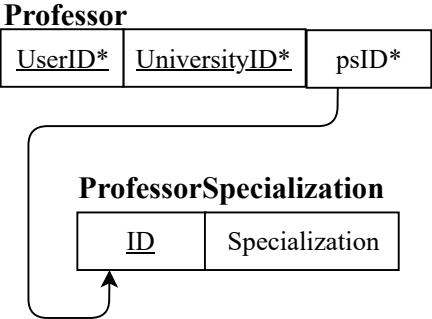 Professor
UserID* UniversityID* psID*
ProfessorSpecialization
ID Specialization